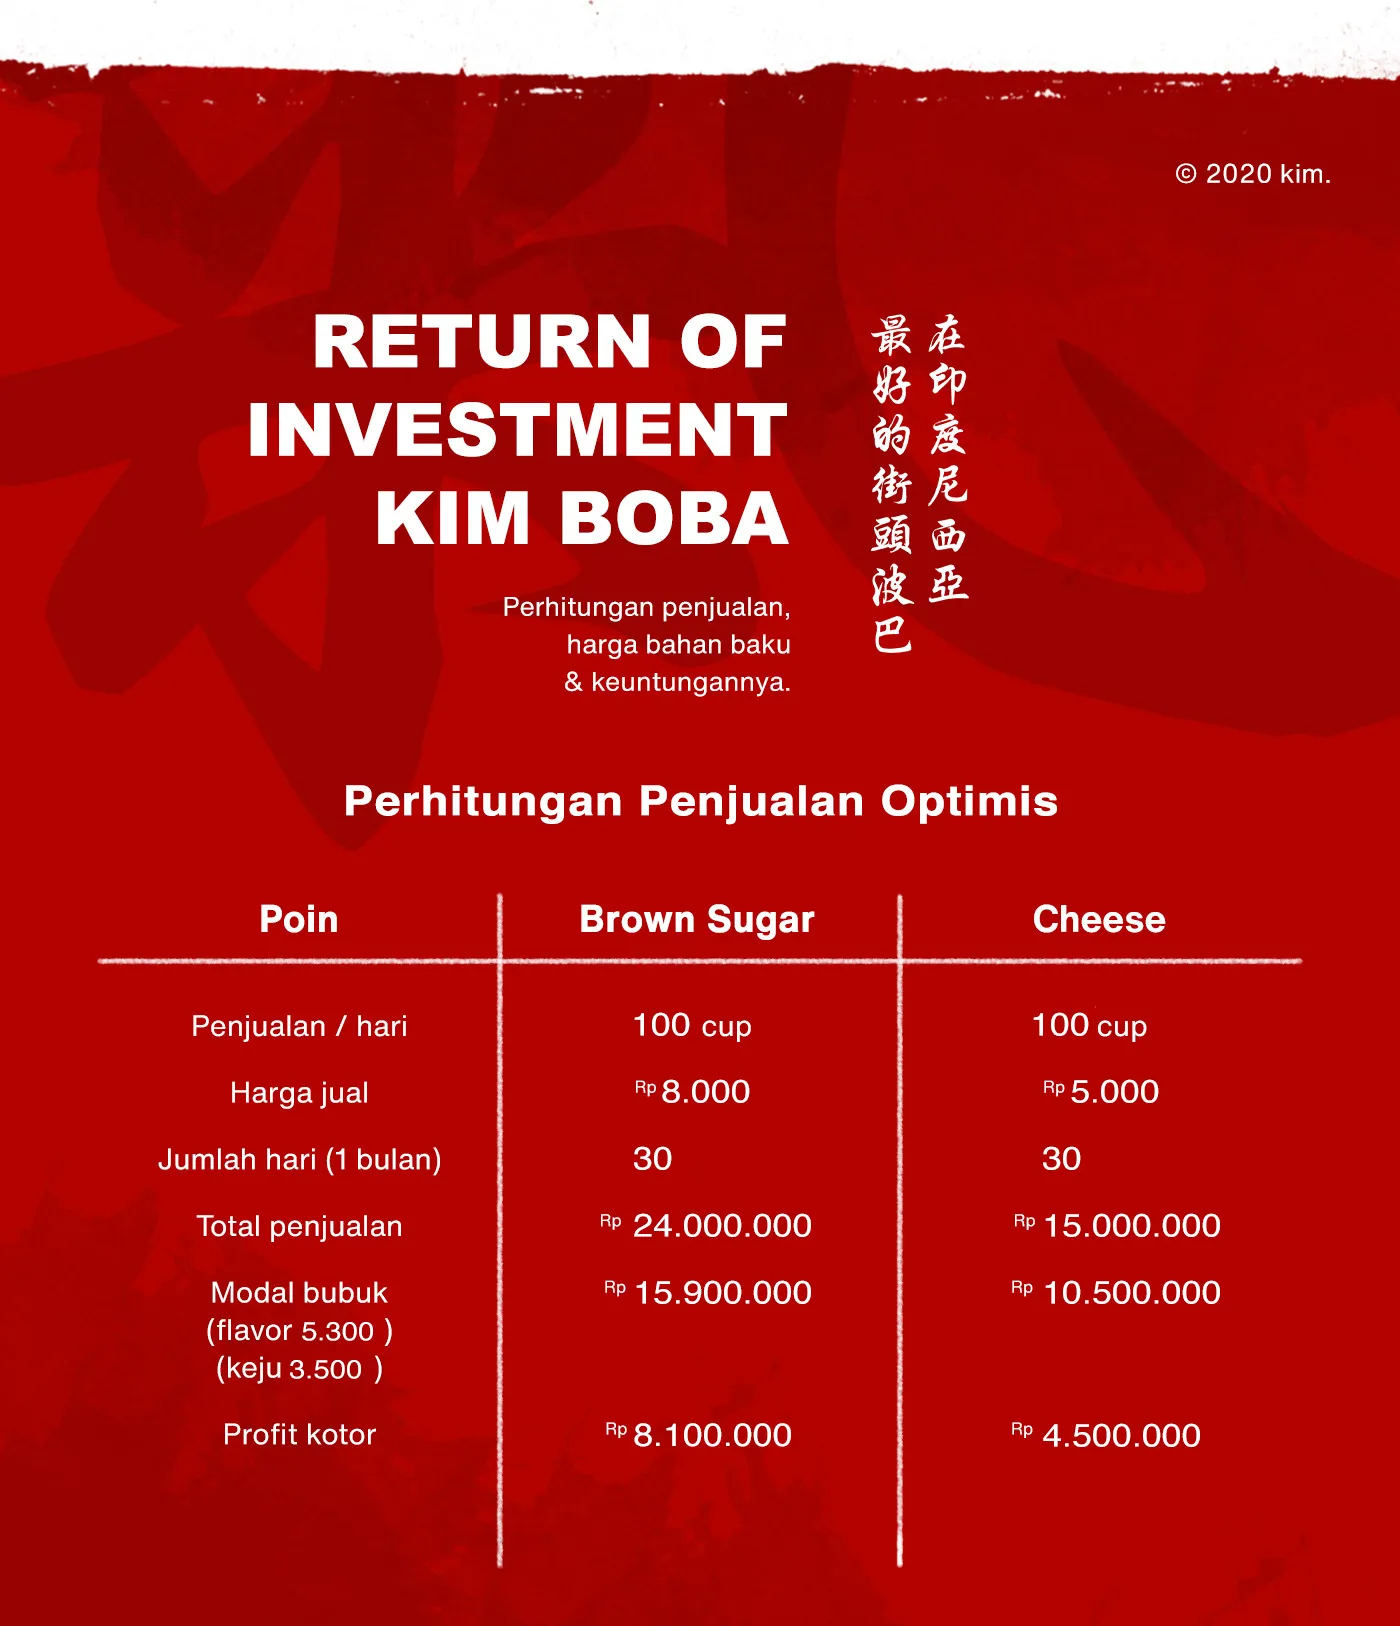 © 2020 kim.
RETURN OF
INVESTMENT
KIM BOBA
在印度尼西亞
最好的街頭波巴
Perhitungan penjualan,
harga bahan baku
& keuntungannya.
Perhitungan Penjualan Optimis
Poin Brown Sugar Cheese
Penjualan / hari 100 cup 100 cup
Harga jual Rp 8.000 Rp 5.000
Jumlah hari (1 bulan) 30 30
Total penjualan Rp 24.000.000 Rp 15.000.000
Modal bubuk Rp 15.900.000 Rp 10.500.000
(flavor 5.300 )
(keju 3.500 )
Profit kotor Rp 8.100.000 Rp 4.500.000